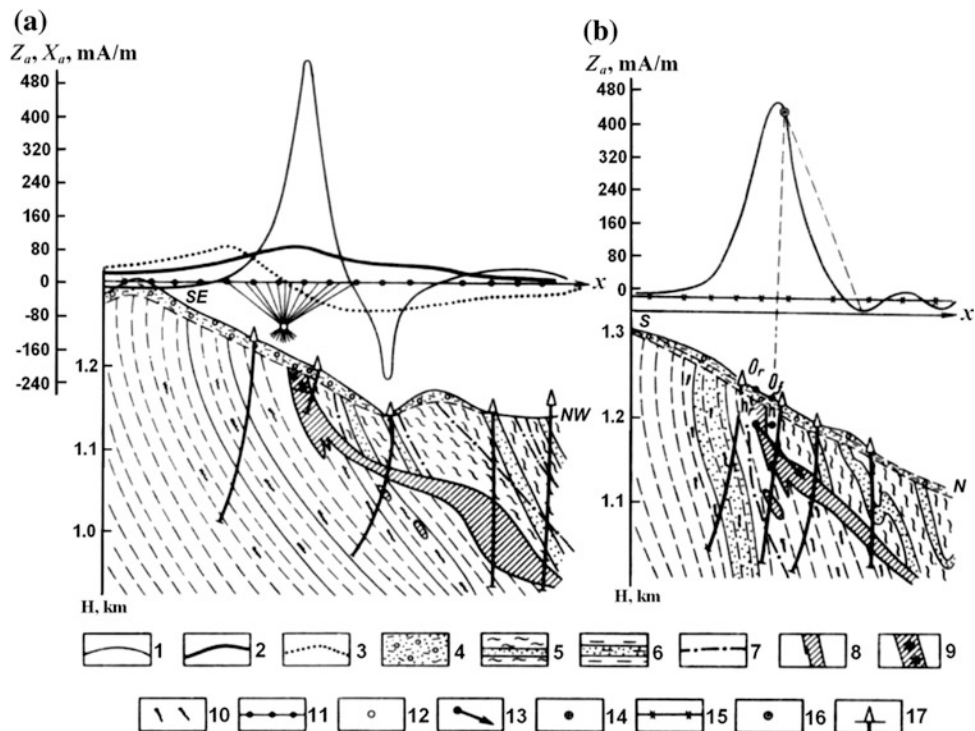 (a)
Zₐ, Xₐ, mA/m
480
400
320
240
160
80
0
-80
-160
-240
1.2
1.1
1.0
H, km
SE
NW
x
(b)
Zₐ, mA/m
480
400
320
240
160
80
0
x
S
1.3
1.2
1.1
H, km
Oᵣ
N
1 2 3 4 5 6 7 8 9
10 11 12 13 14 15 16 17